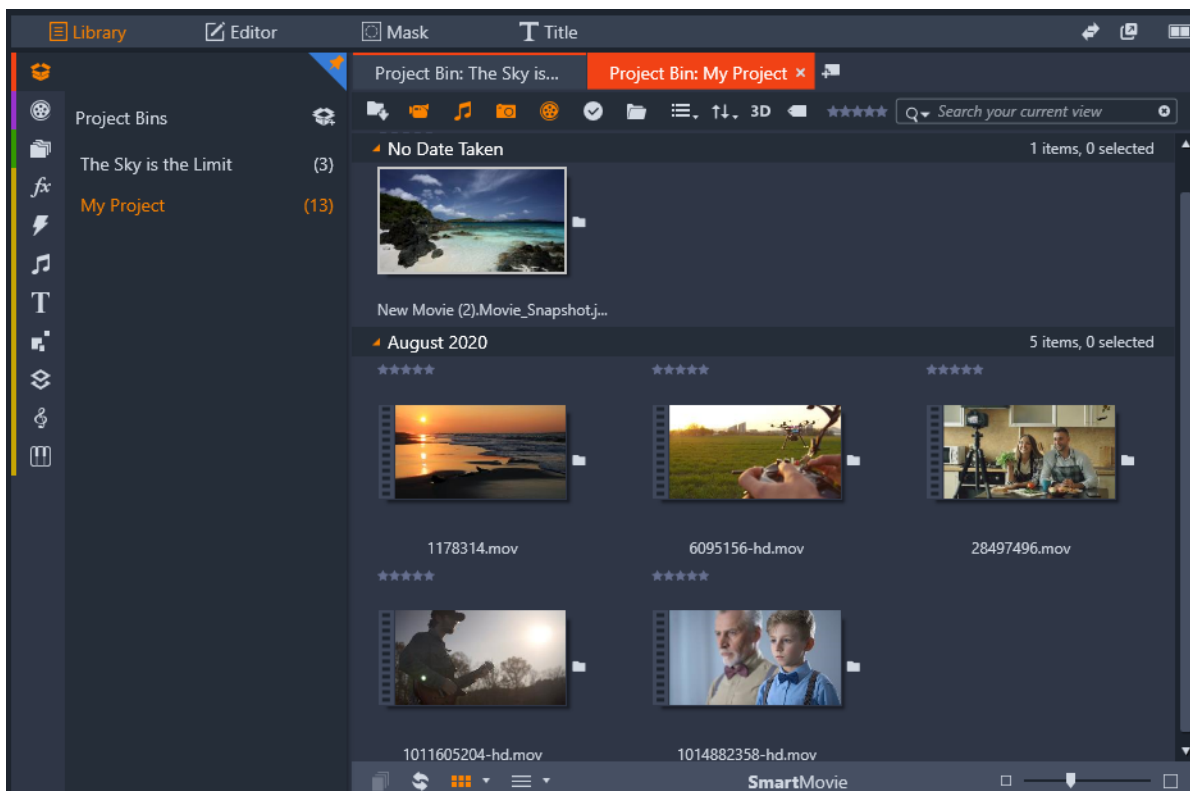 Library Editor Mask Title
Project Bin: The Sky is... Project Bin: My Project ×
Project Bins
3D Search your current view
The Sky is the Limit (3)
My Project (13)
No Date Taken 1 items, 0 selected
New Movie (2).Movie_Snapshot.j...
August 2020 5 items, 0 selected
1178314.mov 6095156-hd.mov 28497496.mov
1011605204-hd.mov 1014882358-hd.mov
SmartMovie